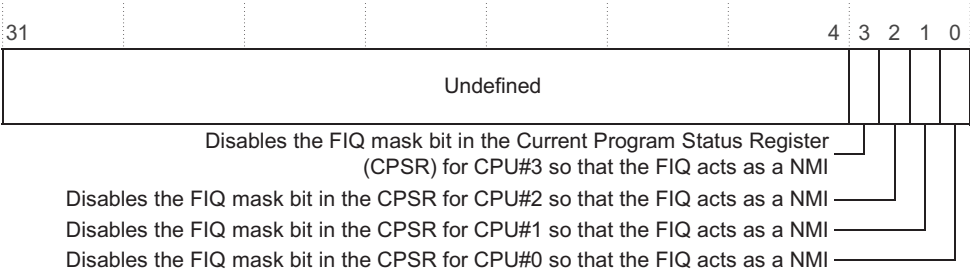 31 4 3 2 1 0
Undefined
Disables the FIQ mask bit in the Current Program Status Register
(CPSR) for CPU#3 so that the FIQ acts as a NMI
Disables the FIQ mask bit in the CPSR for CPU#2 so that the FIQ acts as a NMI
Disables the FIQ mask bit in the CPSR for CPU#1 so that the FIQ acts as a NMI
Disables the FIQ mask bit in the CPSR for CPU#0 so that the FIQ acts as a NMI